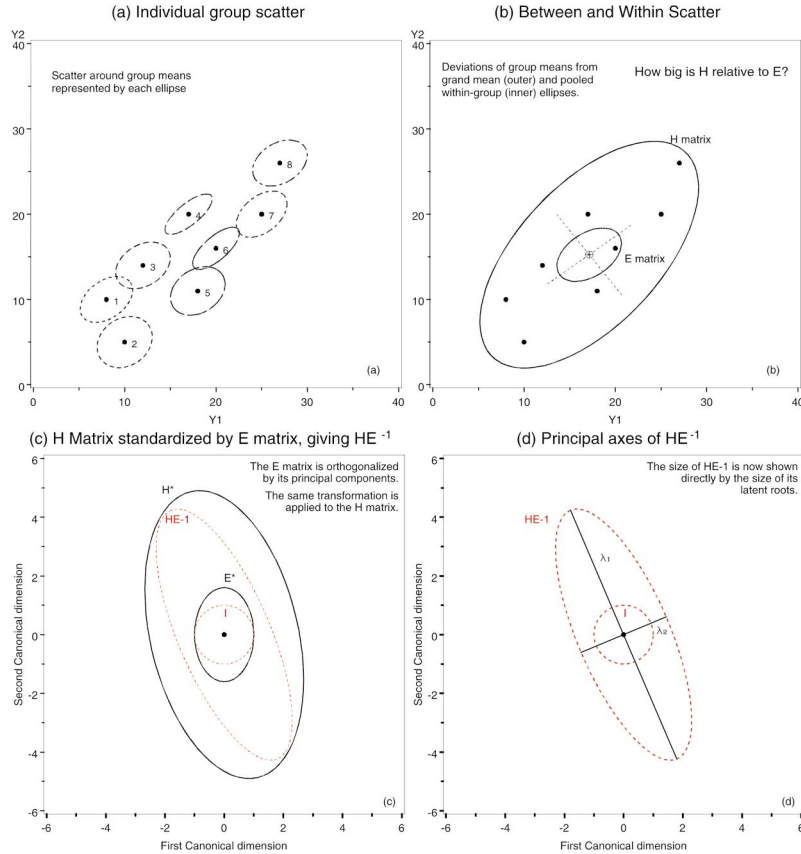 (a) Individual group scatter
Y2
40
30
20
10
0
Scatter around group means
represented by each ellipse
8
4
7
6
3
5
1
2
(a)
0 10 20 30 40
Y1
(b) Between and Within Scatter
40
30
20
10
0
Deviations of group means from
grand mean (outer) and pooled
within-group (inner) ellipses.
How big is H relative to E?
H matrix
E matrix
(b)
0 10 20 30 40
Y1
(c) H Matrix standardized by E matrix, giving HE -1
Second Canonical dimension
6
4
2
0
-2
-4
-6
The E matrix is orthogonalized
by its principal components.
The same transformation is
applied to the H matrix.
H*
HE-1
E*
I
(c)
-6 -4 -2 0 2 4 6
First Canonical dimension
(d) Principal axes of HE -1
Second Canonical dimension
6
4
2
0
-2
-4
-6
The size of HE-1 is now shown
directly by the size of its
latent roots.
HE-1
λ1
I
λ2
(d)
-6 -4 -2 0 2 4 6
First Canonical dimension